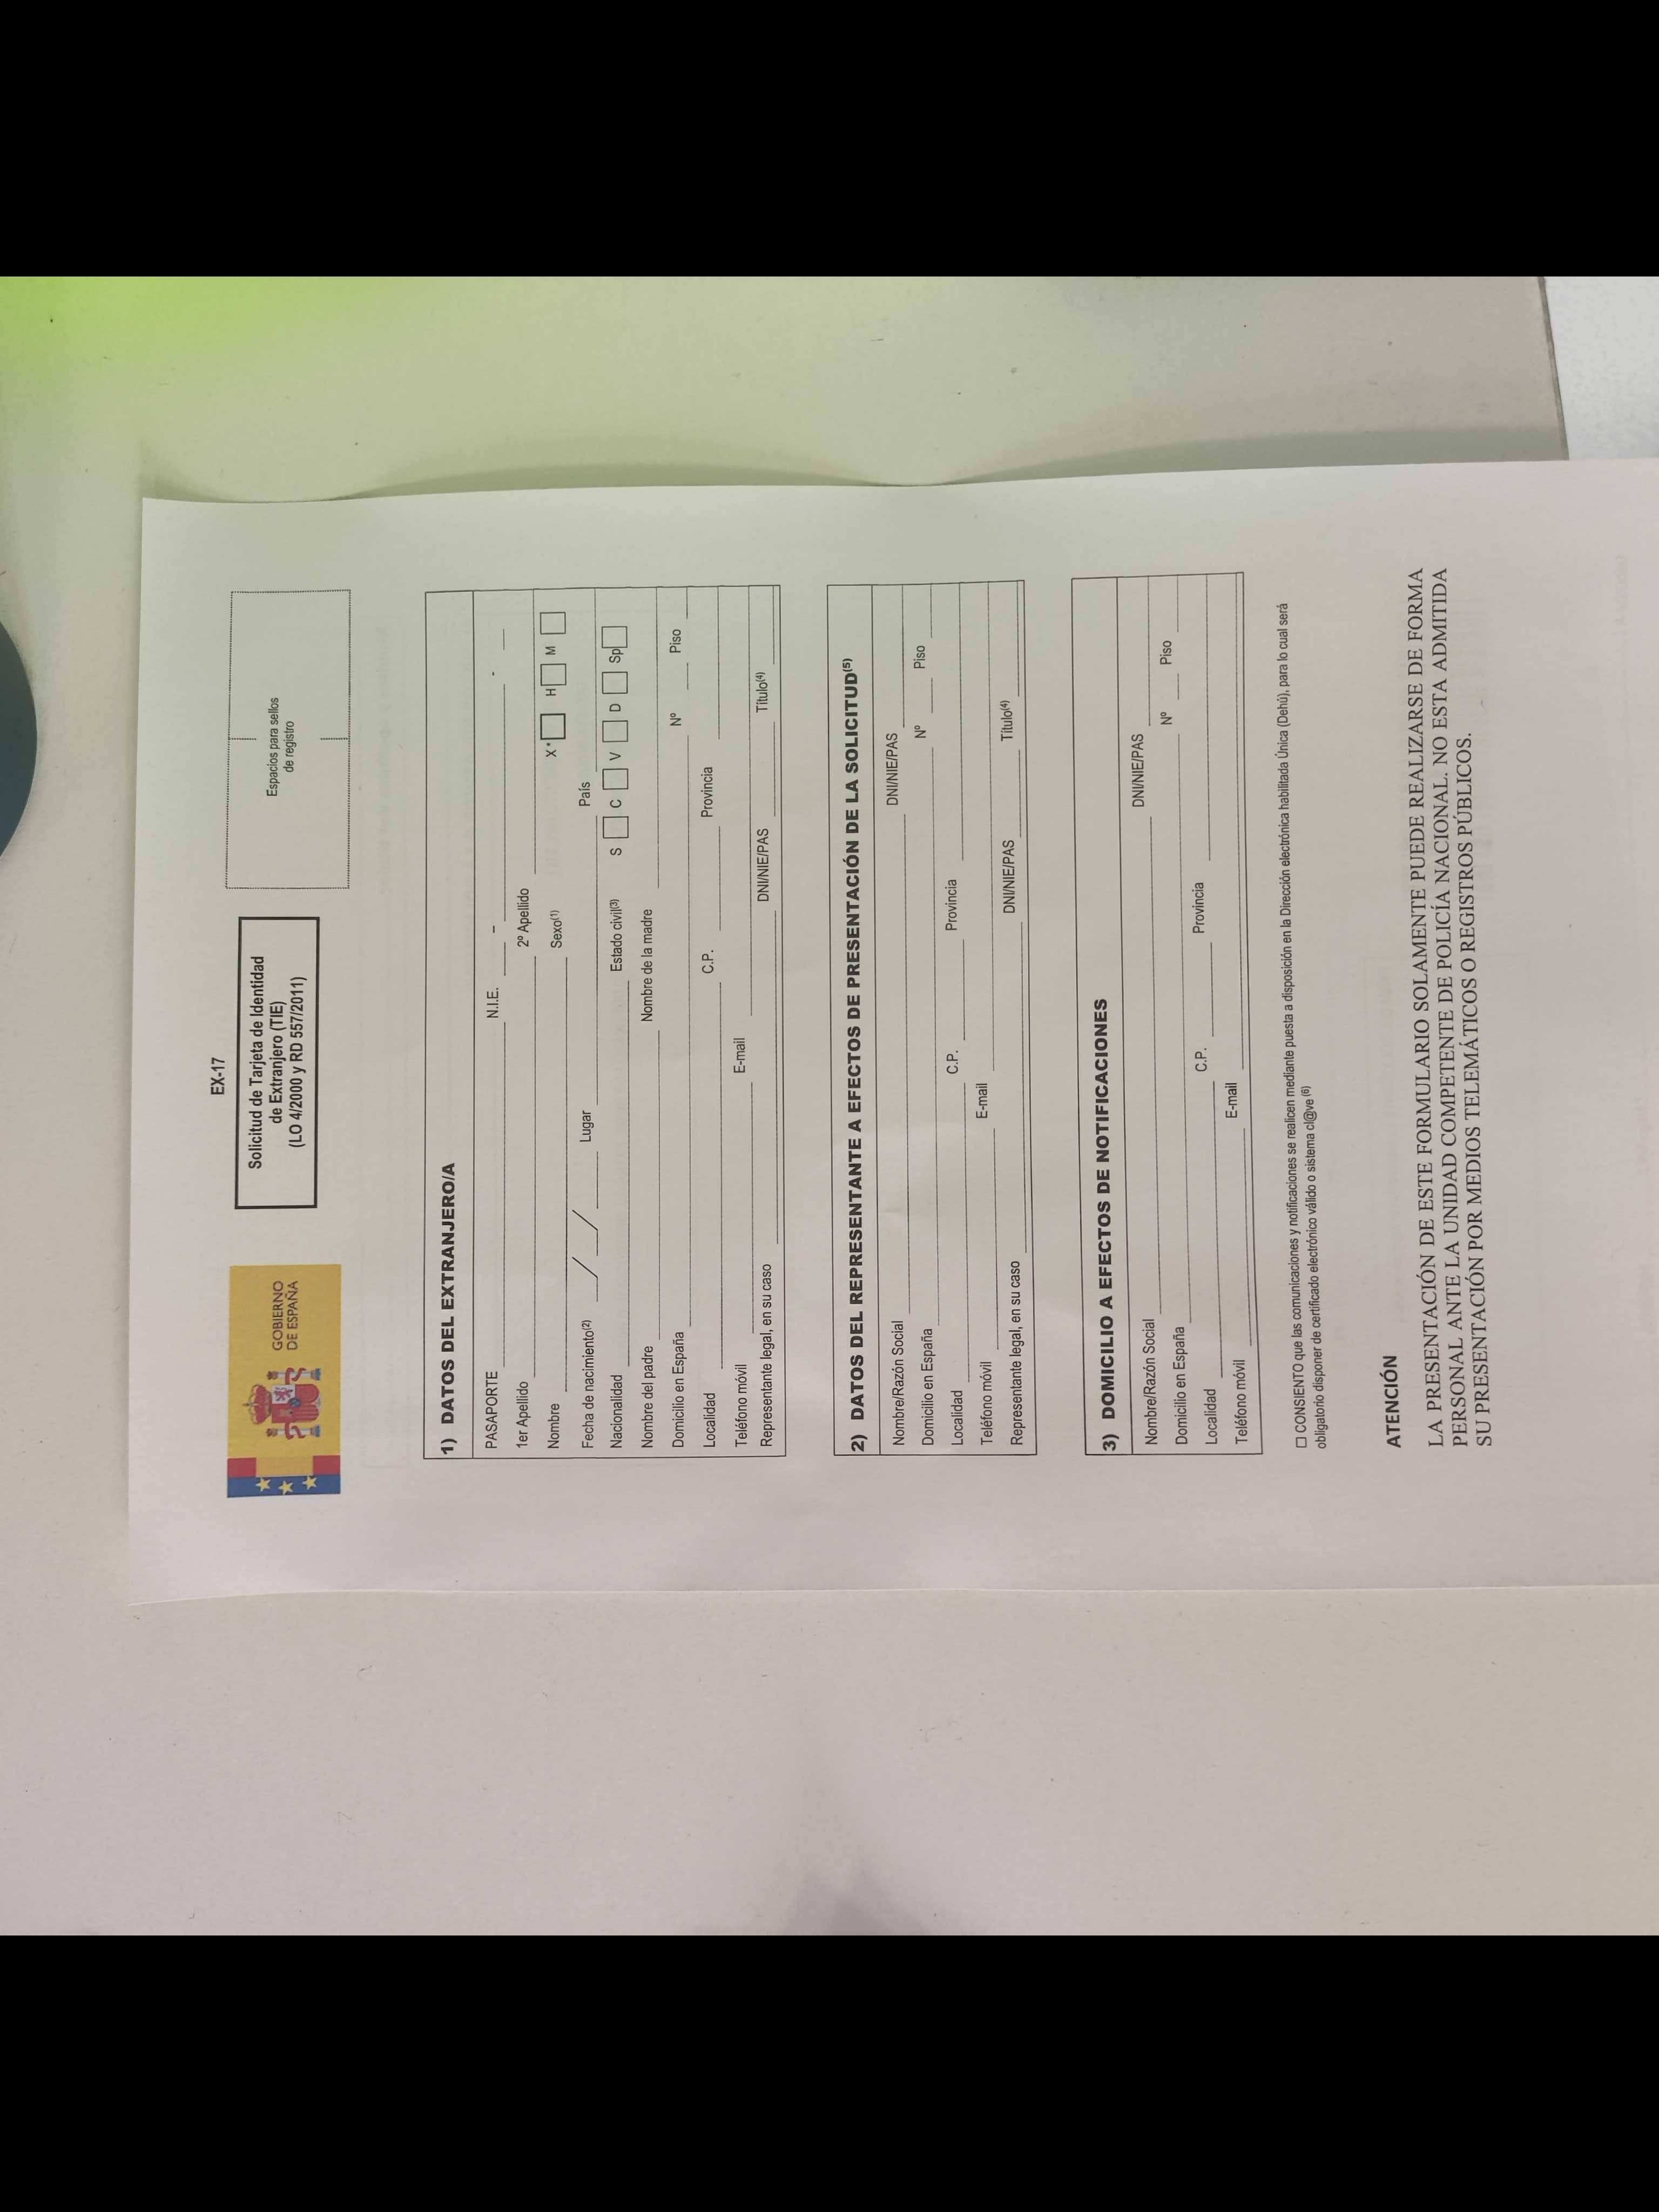 GOBIERNO
DE ESPAÑA
EX-17
Solicitud de Tarjeta de Identidad
de Extranjero (TIE)
(LO 4/2000 y RD 557/2011)
Espacios para sellos
de registro
1) DATOS DEL EXTRANJERO/A
PASAPORTE N.I.E. – -
1er Apellido 2º Apellido
Nombre Sexo(1) X* H M
Fecha de nacimiento(2) / / Lugar País
Nacionalidad Estado civil(3) S C V D Sp
Nombre del padre Nombre de la madre
Domicilio en España Nº Piso
Localidad C.P. Provincia
Teléfono móvil E-mail
Representante legal, en su caso DNI/NIE/PAS Título(4)
2) DATOS DEL REPRESENTANTE A EFECTOS DE PRESENTACIÓN DE LA SOLICITUD(5)
Nombre/Razón Social DNI/NIE/PAS
Domicilio en España Nº Piso
Localidad C.P. Provincia
Teléfono móvil E-mail
Representante legal, en su caso DNI/NIE/PAS Título(4)
3) DOMICILIO A EFECTOS DE NOTIFICACIONES
Nombre/Razón Social DNI/NIE/PAS
Domicilio en España Nº Piso
Localidad C.P. Provincia
Teléfono móvil E-mail
□ CONSIENTO que las comunicaciones y notificaciones se realicen mediante puesta a disposición en la Dirección electrónica habilitada Única (Dehú), para lo cual será
obligatorio disponer de certificado electrónico válido o sistema cl@ve (6)
ATENCIÓN
LA PRESENTACIÓN DE ESTE FORMULARIO SOLAMENTE PUEDE REALIZARSE DE FORMA
PERSONAL ANTE LA UNIDAD COMPETENTE DE POLICÍA NACIONAL. NO ESTA ADMITIDA
SU PRESENTACIÓN POR MEDIOS TELEMÁTICOS O REGISTROS PÚBLICOS.